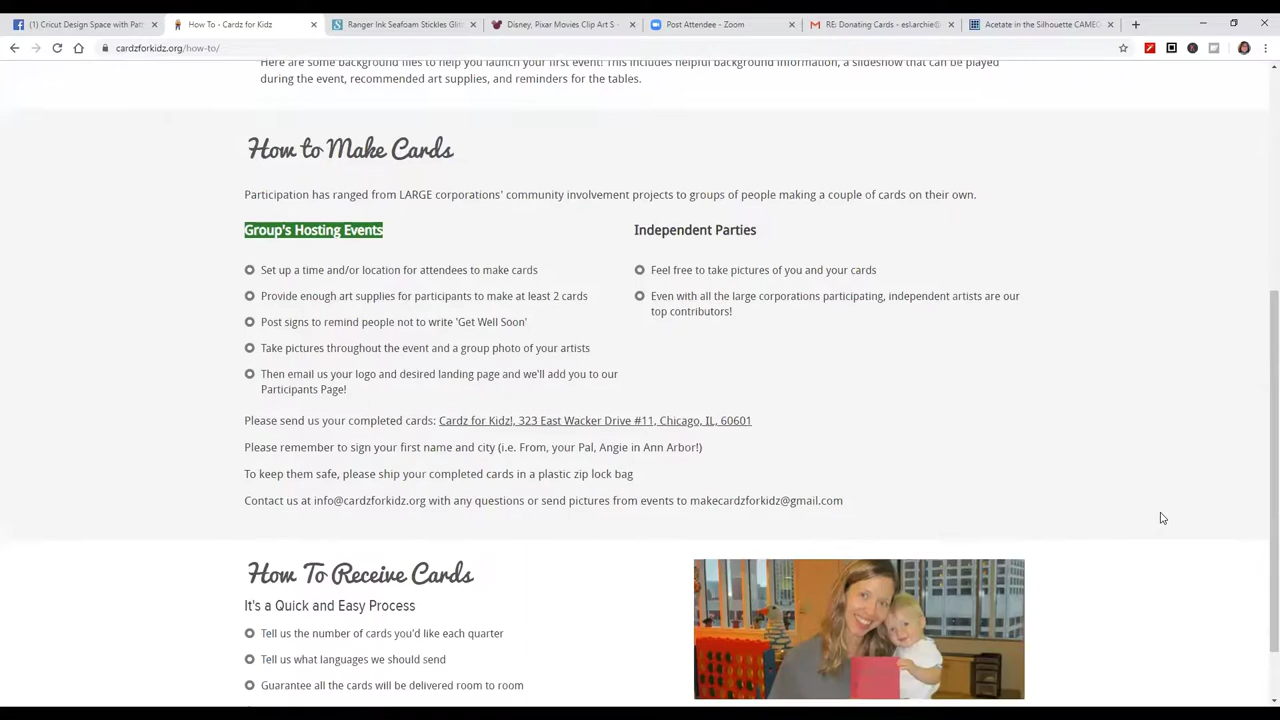 (1) Cricut Design Space with Pat
How To - Cardz for Kidz
Ranger Ink Seafoam Stickles Glitt
Disney, Pixar Movies Clip Art S
Post Attendee - Zoom
RE: Donating Cards - esl.archie@
Acetate in the Silhouette CAMEO
cardzforkidz.org/how-to/
Here are some background files to help you launch your first event! This includes helpful background information, a slideshow that can be played
during the event, recommended art supplies, and reminders for the tables.
How to Make Cards
Participation has ranged from LARGE corporations' community involvement projects to groups of people making a couple of cards on their own.
Group's Hosting Events
Set up a time and/or location for attendees to make cards
Provide enough art supplies for participants to make at least 2 cards
Post signs to remind people not to write 'Get Well Soon'
Take pictures throughout the event and a group photo of your artists
Then email us your logo and desired landing page and we'll add you to our
Participants Page!
Independent Parties
Feel free to take pictures of you and your cards
Even with all the large corporations participating, independent artists are our
top contributors!
Please send us your completed cards: Cardz for Kidz!, 323 East Wacker Drive #11, Chicago, IL, 60601
Please remember to sign your first name and city (i.e. From, your Pal, Angie in Ann Arbor!)
To keep them safe, please ship your completed cards in a plastic zip lock bag
Contact us at info@cardzforkidz.org with any questions or send pictures from events to makecardzforkidz@gmail.com
How To Receive Cards
It's a Quick and Easy Process
Tell us the number of cards you'd like each quarter
Tell us what languages we should send
Guarantee all the cards will be delivered room to room